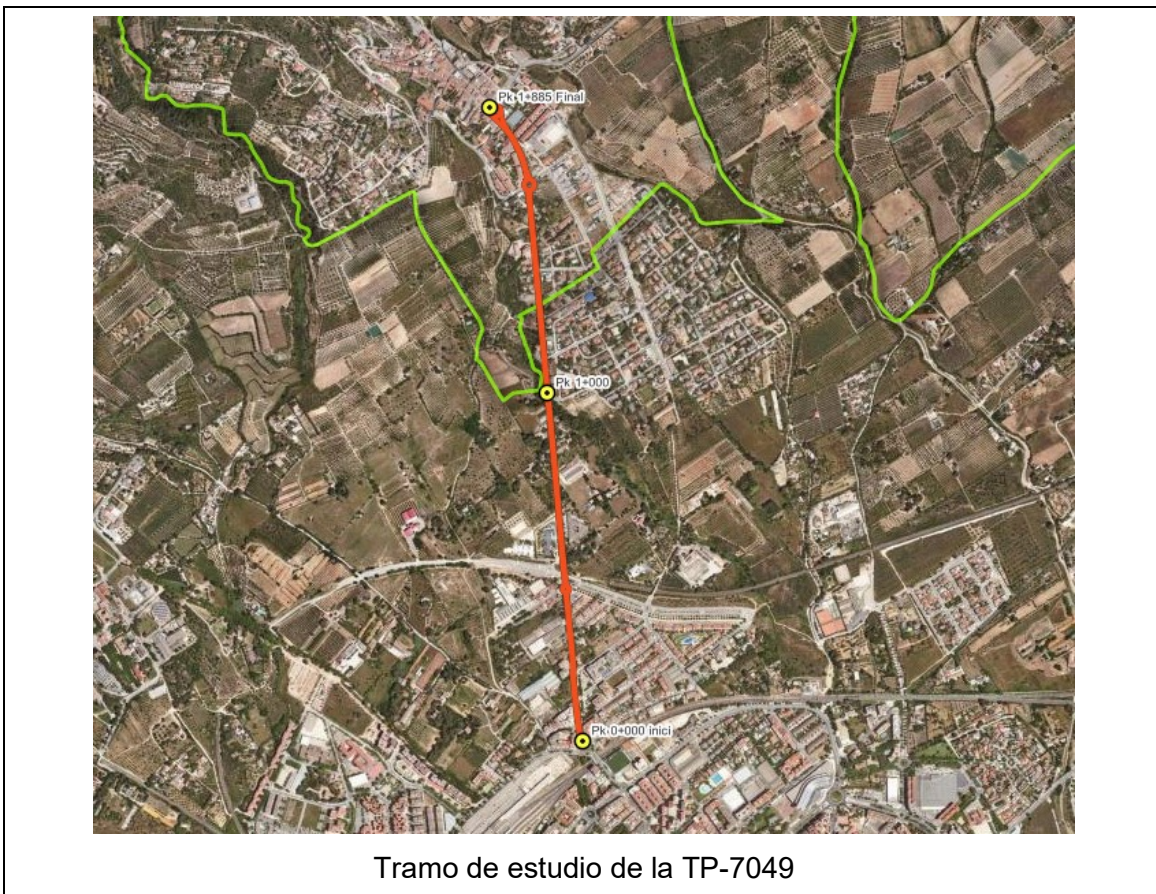 Pk 1+885 Final
Pk 1+000
Pk 0+000 inici
Tramo de estudio de la TP-7049